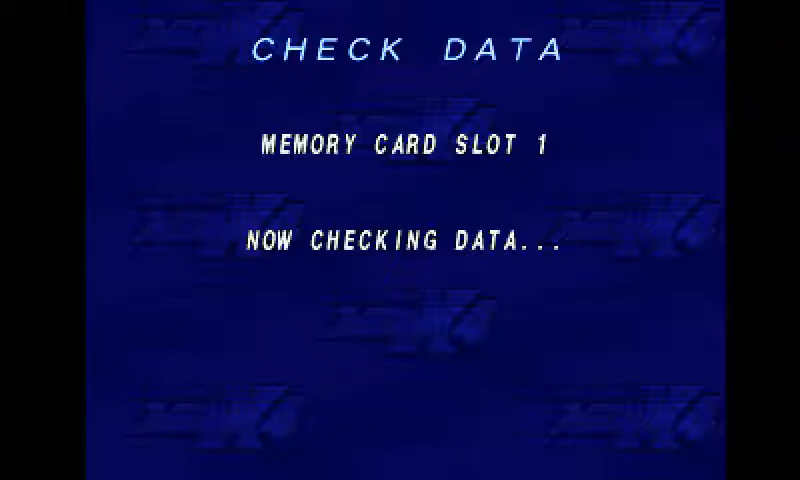 CHECK DATA
MEMORY CARD SLOT 1
NOW CHECKING DATA...